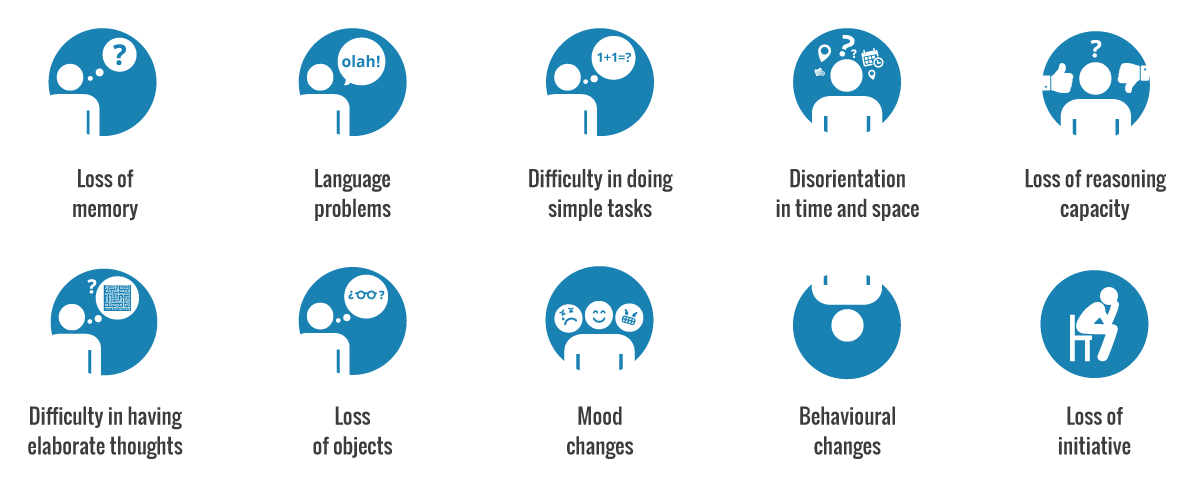 ?
olah!
1+1=?
? ?
?
Loss of
memory
Language
problems
Difficulty in doing
simple tasks
Disorientation
in time and space
Loss of reasoning
capacity
?
¿ ?
Difficulty in having
elaborate thoughts
Loss
of objects
Mood
changes
Behavioural
changes
Loss of
initiative